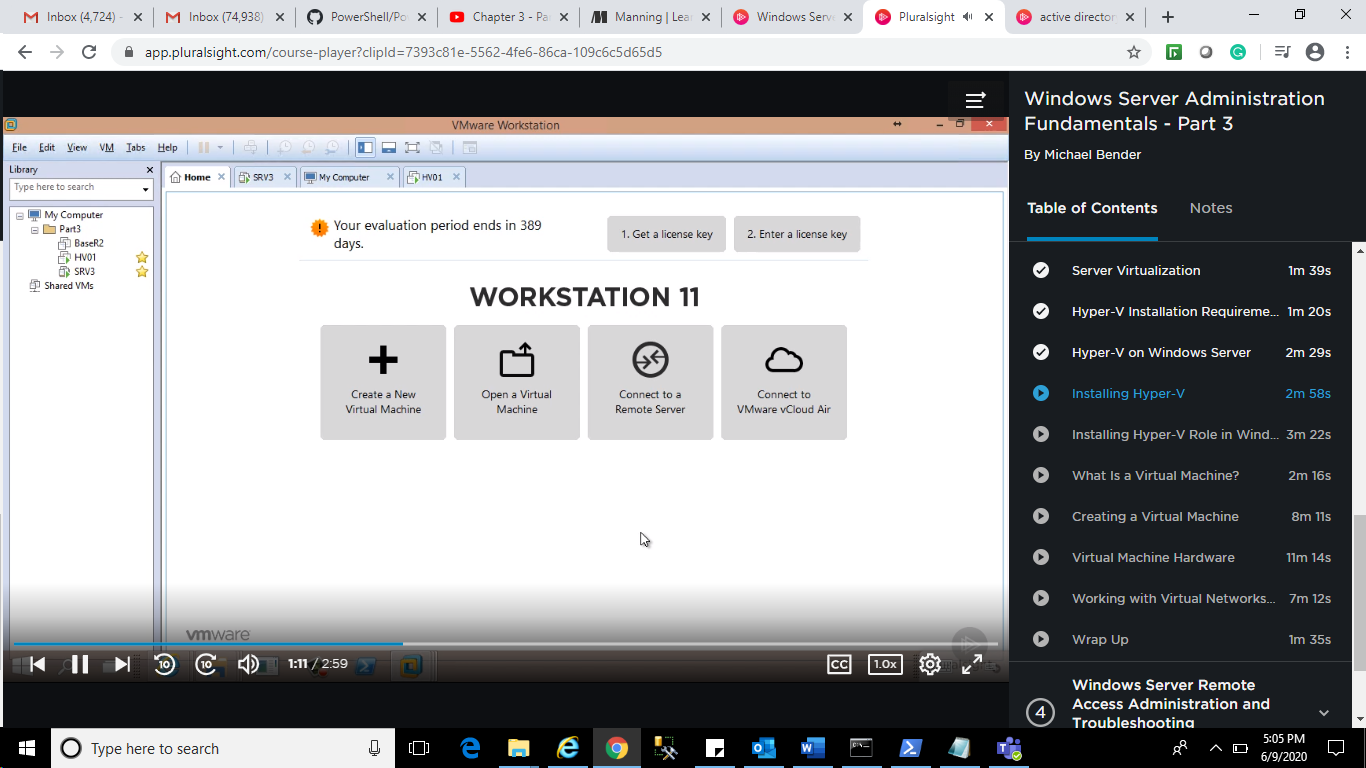 Inbox (4,724) -
Inbox (74,938)
PowerShell/Po
Chapter 3 - Pa
Manning | Lea
Windows Serv
Pluralsight
active director
app.pluralsight.com/course-player?clipId=7393c81e-5562-4fe6-86ca-109c6c5d65d5
VMware Workstation
File Edit View VM Tabs Help
Library
Type here to search
My Computer
Part3
BaseR2
HV01
SRV3
Shared VMs
Home SRV3 My Computer HV01
Your evaluation period ends in 389
days.
1. Get a license key
2. Enter a license key
WORKSTATION 11
Create a New
Virtual Machine
Open a Virtual
Machine
Connect to a
Remote Server
Connect to
VMware vCloud Air
vmware
10 10 1:11 / 2:59 CC 1.0x
Windows Server Administration
Fundamentals - Part 3
By Michael Bender
Table of Contents Notes
Server Virtualization 1m 39s
Hyper-V Installation Requireme... 1m 20s
Hyper-V on Windows Server 2m 29s
Installing Hyper-V 2m 58s
Installing Hyper-V Role in Wind... 3m 22s
What Is a Virtual Machine? 2m 16s
Creating a Virtual Machine 8m 11s
Virtual Machine Hardware 11m 14s
Working with Virtual Networks... 7m 12s
Wrap Up 1m 35s
4
Windows Server Remote
Access Administration and
Troubleshooting
Type here to search
5:05 PM
6/9/2020